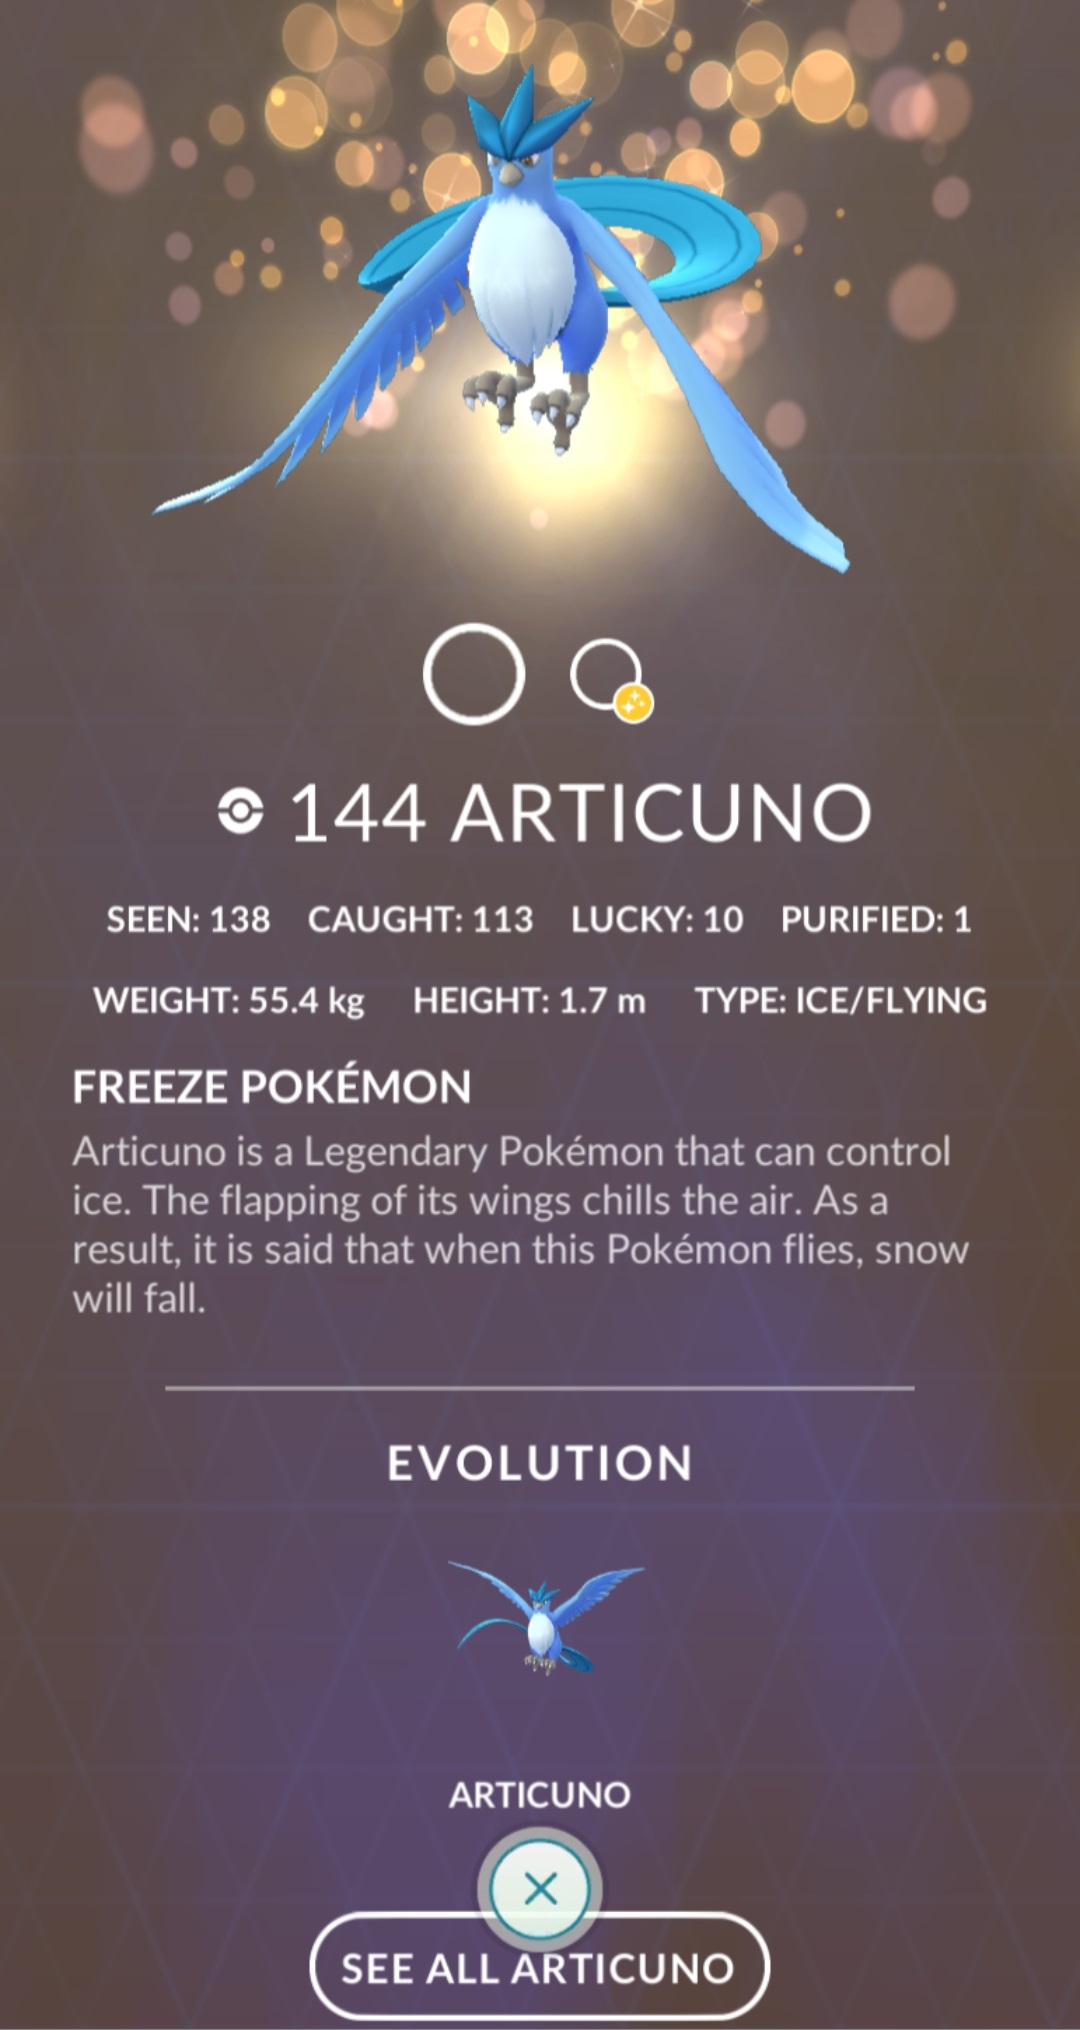 144 ARTICUNO
SEEN: 138 CAUGHT: 113 LUCKY: 10 PURIFIED: 1
WEIGHT: 55.4 kg HEIGHT: 1.7 m TYPE: ICE/FLYING
FREEZE POKÉMON
Articuno is a Legendary Pokémon that can control
ice. The flapping of its wings chills the air. As a
result, it is said that when this Pokémon flies, snow
will fall.
EVOLUTION
ARTICUNO
SEE ALL ARTICUNO